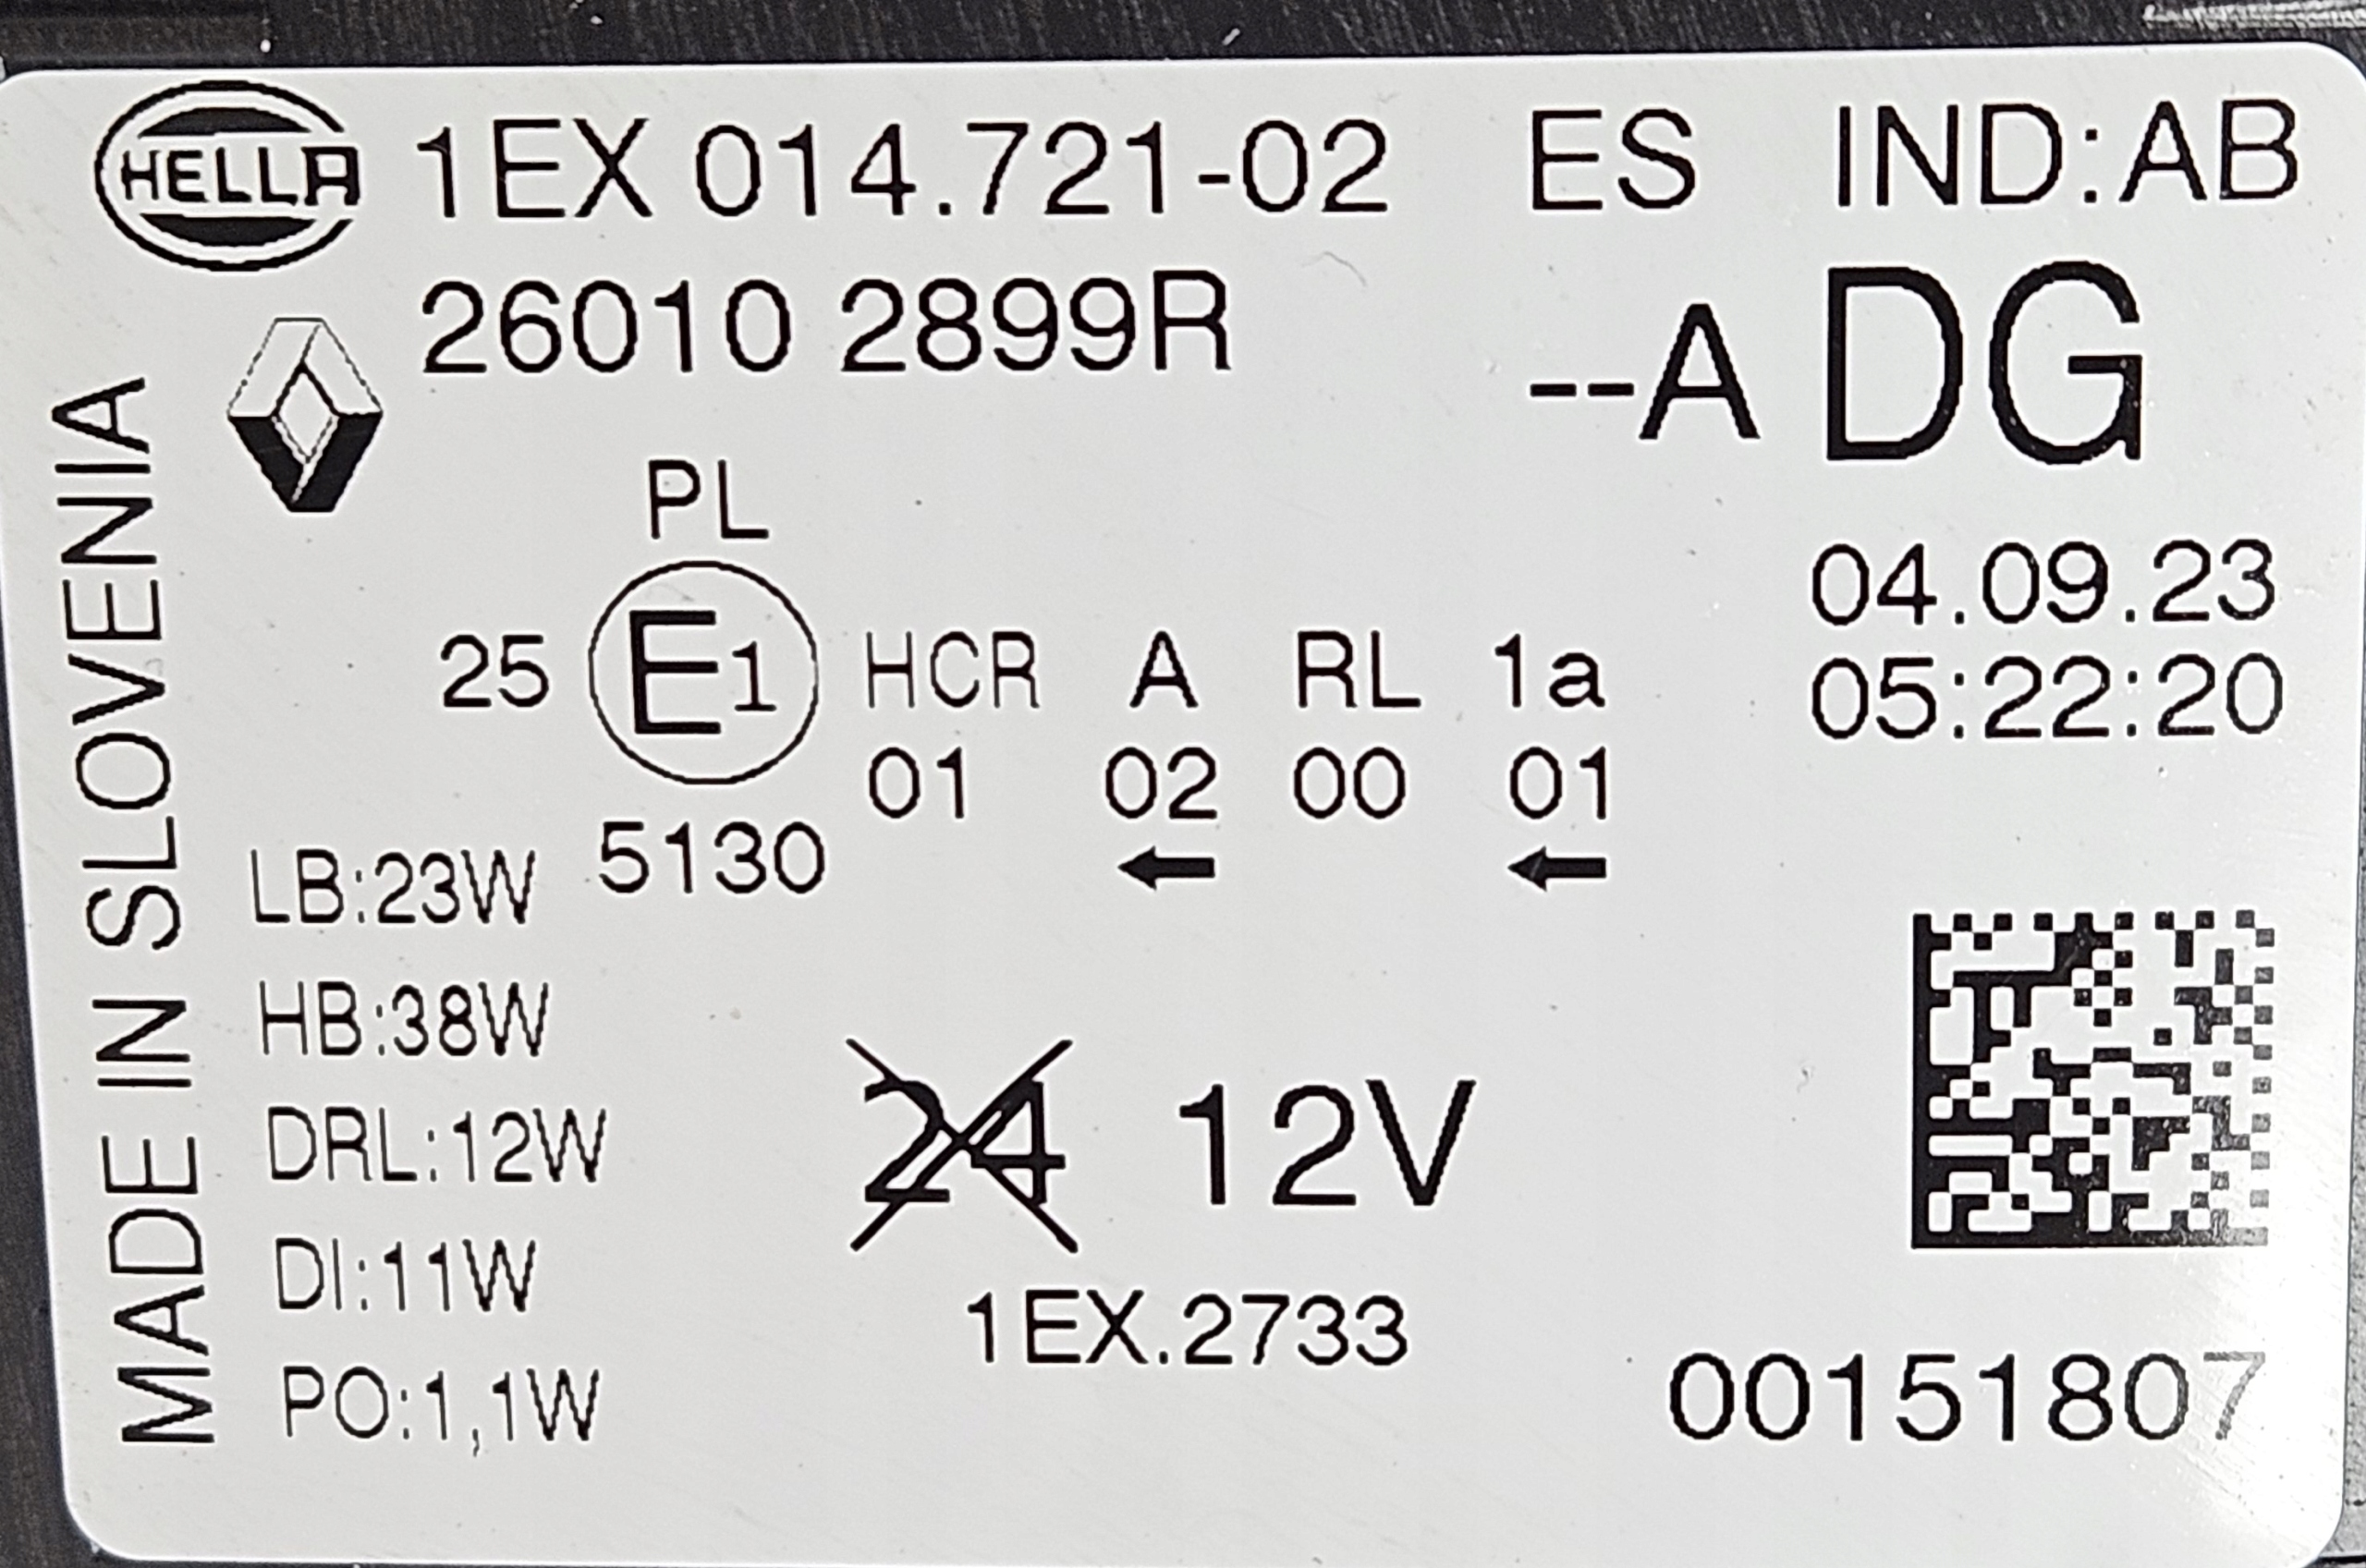 HELLA 1EX 014.721-02 ES IND:AB
26010 2899R
--A DG
MADE IN SLOVENIA
PL
04.09.23
25 E1 HCR A RL 1a
05:22:20
01 02 00 01
5130
LB:23W
HB:38W
DRL:12W
24 12V
DI:11W
1EX.2733
PO:1,1W
00151807